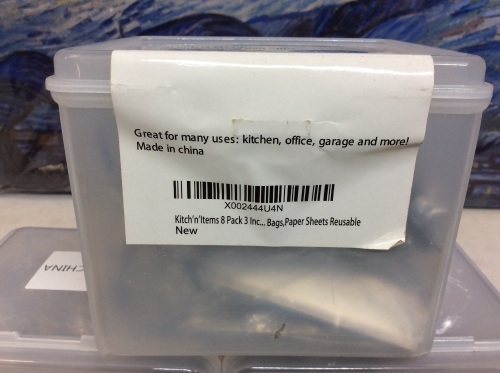 Great for many uses: kitchen, office, garage and more!
Made in china
X002444U4N
Kitch'n'Items 8 Pack 3 Inc... Bags,Paper Sheets Reusable
New
CHINA